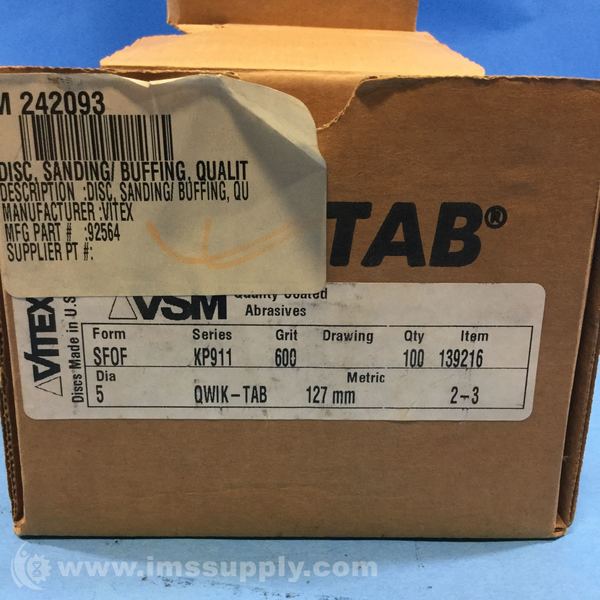 M 242093
DISC, SANDING/ BUFFING, QUALIT
DESCRIPTION :DISC, SANDING/ BUFFING, QU
MANUFACTURER :VITEX
MFG PART # :92564
SUPPLIER PT #:
TAB®
VITEX
Discs Made in U.S
VSM Quality Coated
Abrasives
Form Series Grit Drawing Qty Item
SFOF KP911 600 100 139216
Dia Metric
5 QWIK-TAB 127 mm 2-3
www.imssupply.com